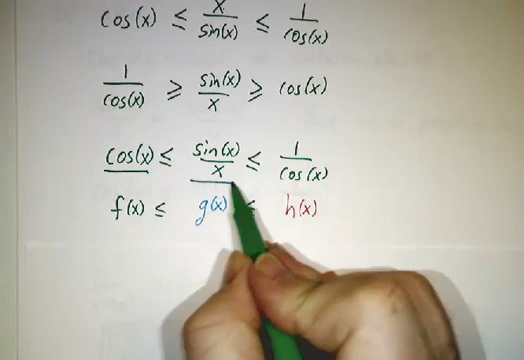 cos(x) ≤ x/sin(x) ≤ 1/cos(x)
1/cos(x) ≥ sin(x)/x ≥ cos(x)
cos(x) ≤ sin(x)/x ≤ 1/cos(x)
f(x) ≤ g(x) ≤ h(x)